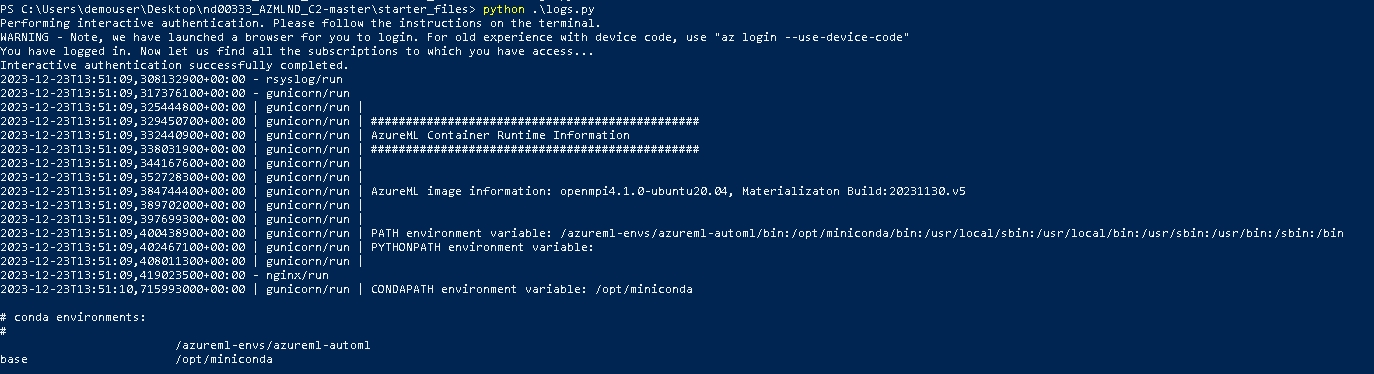 PS C:\Users\demouser\Desktop\nd00333_AZMLND_C2-master\starter_files> python .\logs.py
Performing interactive authentication. Please follow the instructions on the terminal.
WARNING - Note, we have launched a browser for you to login. For old experience with device code, use "az login --use-device-code"
You have logged in. Now let us find all the subscriptions to which you have access...
Interactive authentication successfully completed.
2023-12-23T13:51:09,308132900+00:00 - rsyslog/run
2023-12-23T13:51:09,317376100+00:00 - gunicorn/run
2023-12-23T13:51:09,325444800+00:00 | gunicorn/run |
2023-12-23T13:51:09,329450700+00:00 | gunicorn/run | ###############################################
2023-12-23T13:51:09,332440900+00:00 | gunicorn/run | AzureML Container Runtime Information
2023-12-23T13:51:09,338031900+00:00 | gunicorn/run | ###############################################
2023-12-23T13:51:09,344167600+00:00 | gunicorn/run |
2023-12-23T13:51:09,352728300+00:00 | gunicorn/run |
2023-12-23T13:51:09,384744400+00:00 | gunicorn/run | AzureML image information: openmpi4.1.0-ubuntu20.04, Materializaton Build:20231130.v5
2023-12-23T13:51:09,389702000+00:00 | gunicorn/run |
2023-12-23T13:51:09,397699300+00:00 | gunicorn/run |
2023-12-23T13:51:09,400438900+00:00 | gunicorn/run | PATH environment variable: /azureml-envs/azureml-automl/bin:/opt/miniconda/bin:/usr/local/sbin:/usr/local/bin:/usr/sbin:/usr/bin:/sbin:/bin
2023-12-23T13:51:09,402467100+00:00 | gunicorn/run | PYTHONPATH environment variable:
2023-12-23T13:51:09,408011300+00:00 | gunicorn/run |
2023-12-23T13:51:09,419023500+00:00 - nginx/run
2023-12-23T13:51:10,715993000+00:00 | gunicorn/run | CONDAPATH environment variable: /opt/miniconda
# conda environments:
#
/azureml-envs/azureml-automl
base /opt/miniconda